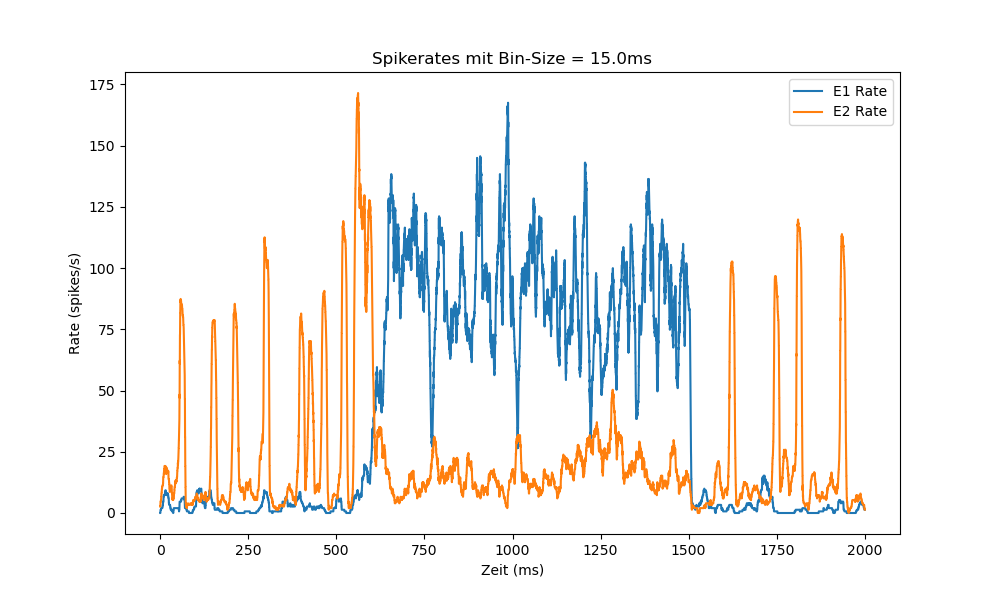 Spikerates mit Bin-Size = 15.0ms
E1 Rate
E2 Rate
175
150
125
100
75
50
25
0
Rate (spikes/s)
0 250 500 750 1000 1250 1500 1750 2000
Zeit (ms)